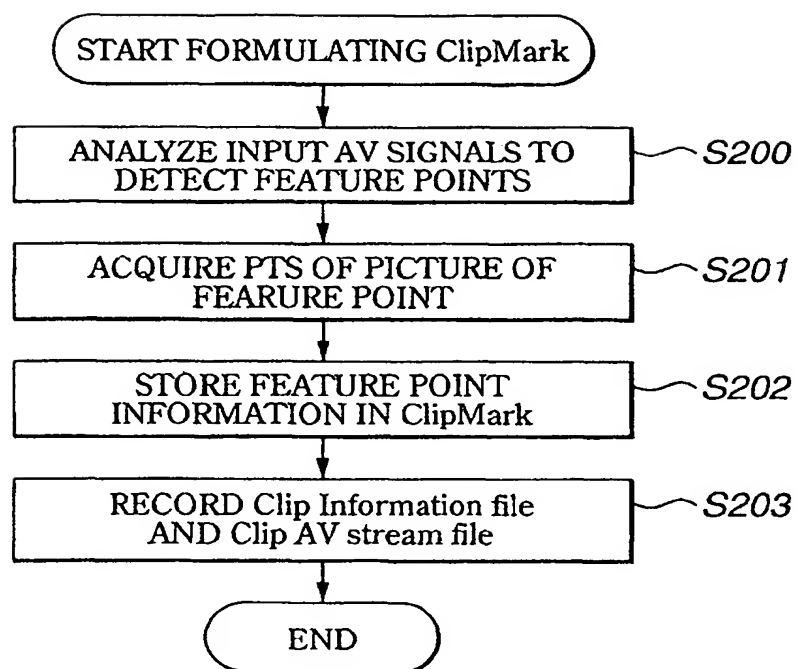 START FORMULATING ClipMark
ANALYZE INPUT AV SIGNALS TO
DETECT FEATURE POINTS
S200
ACQUIRE PTS OF PICTURE OF
FEARURE POINT
S201
STORE FEATURE POINT
INFORMATION IN ClipMark
S202
RECORD Clip Information file
AND Clip AV stream file
S203
END